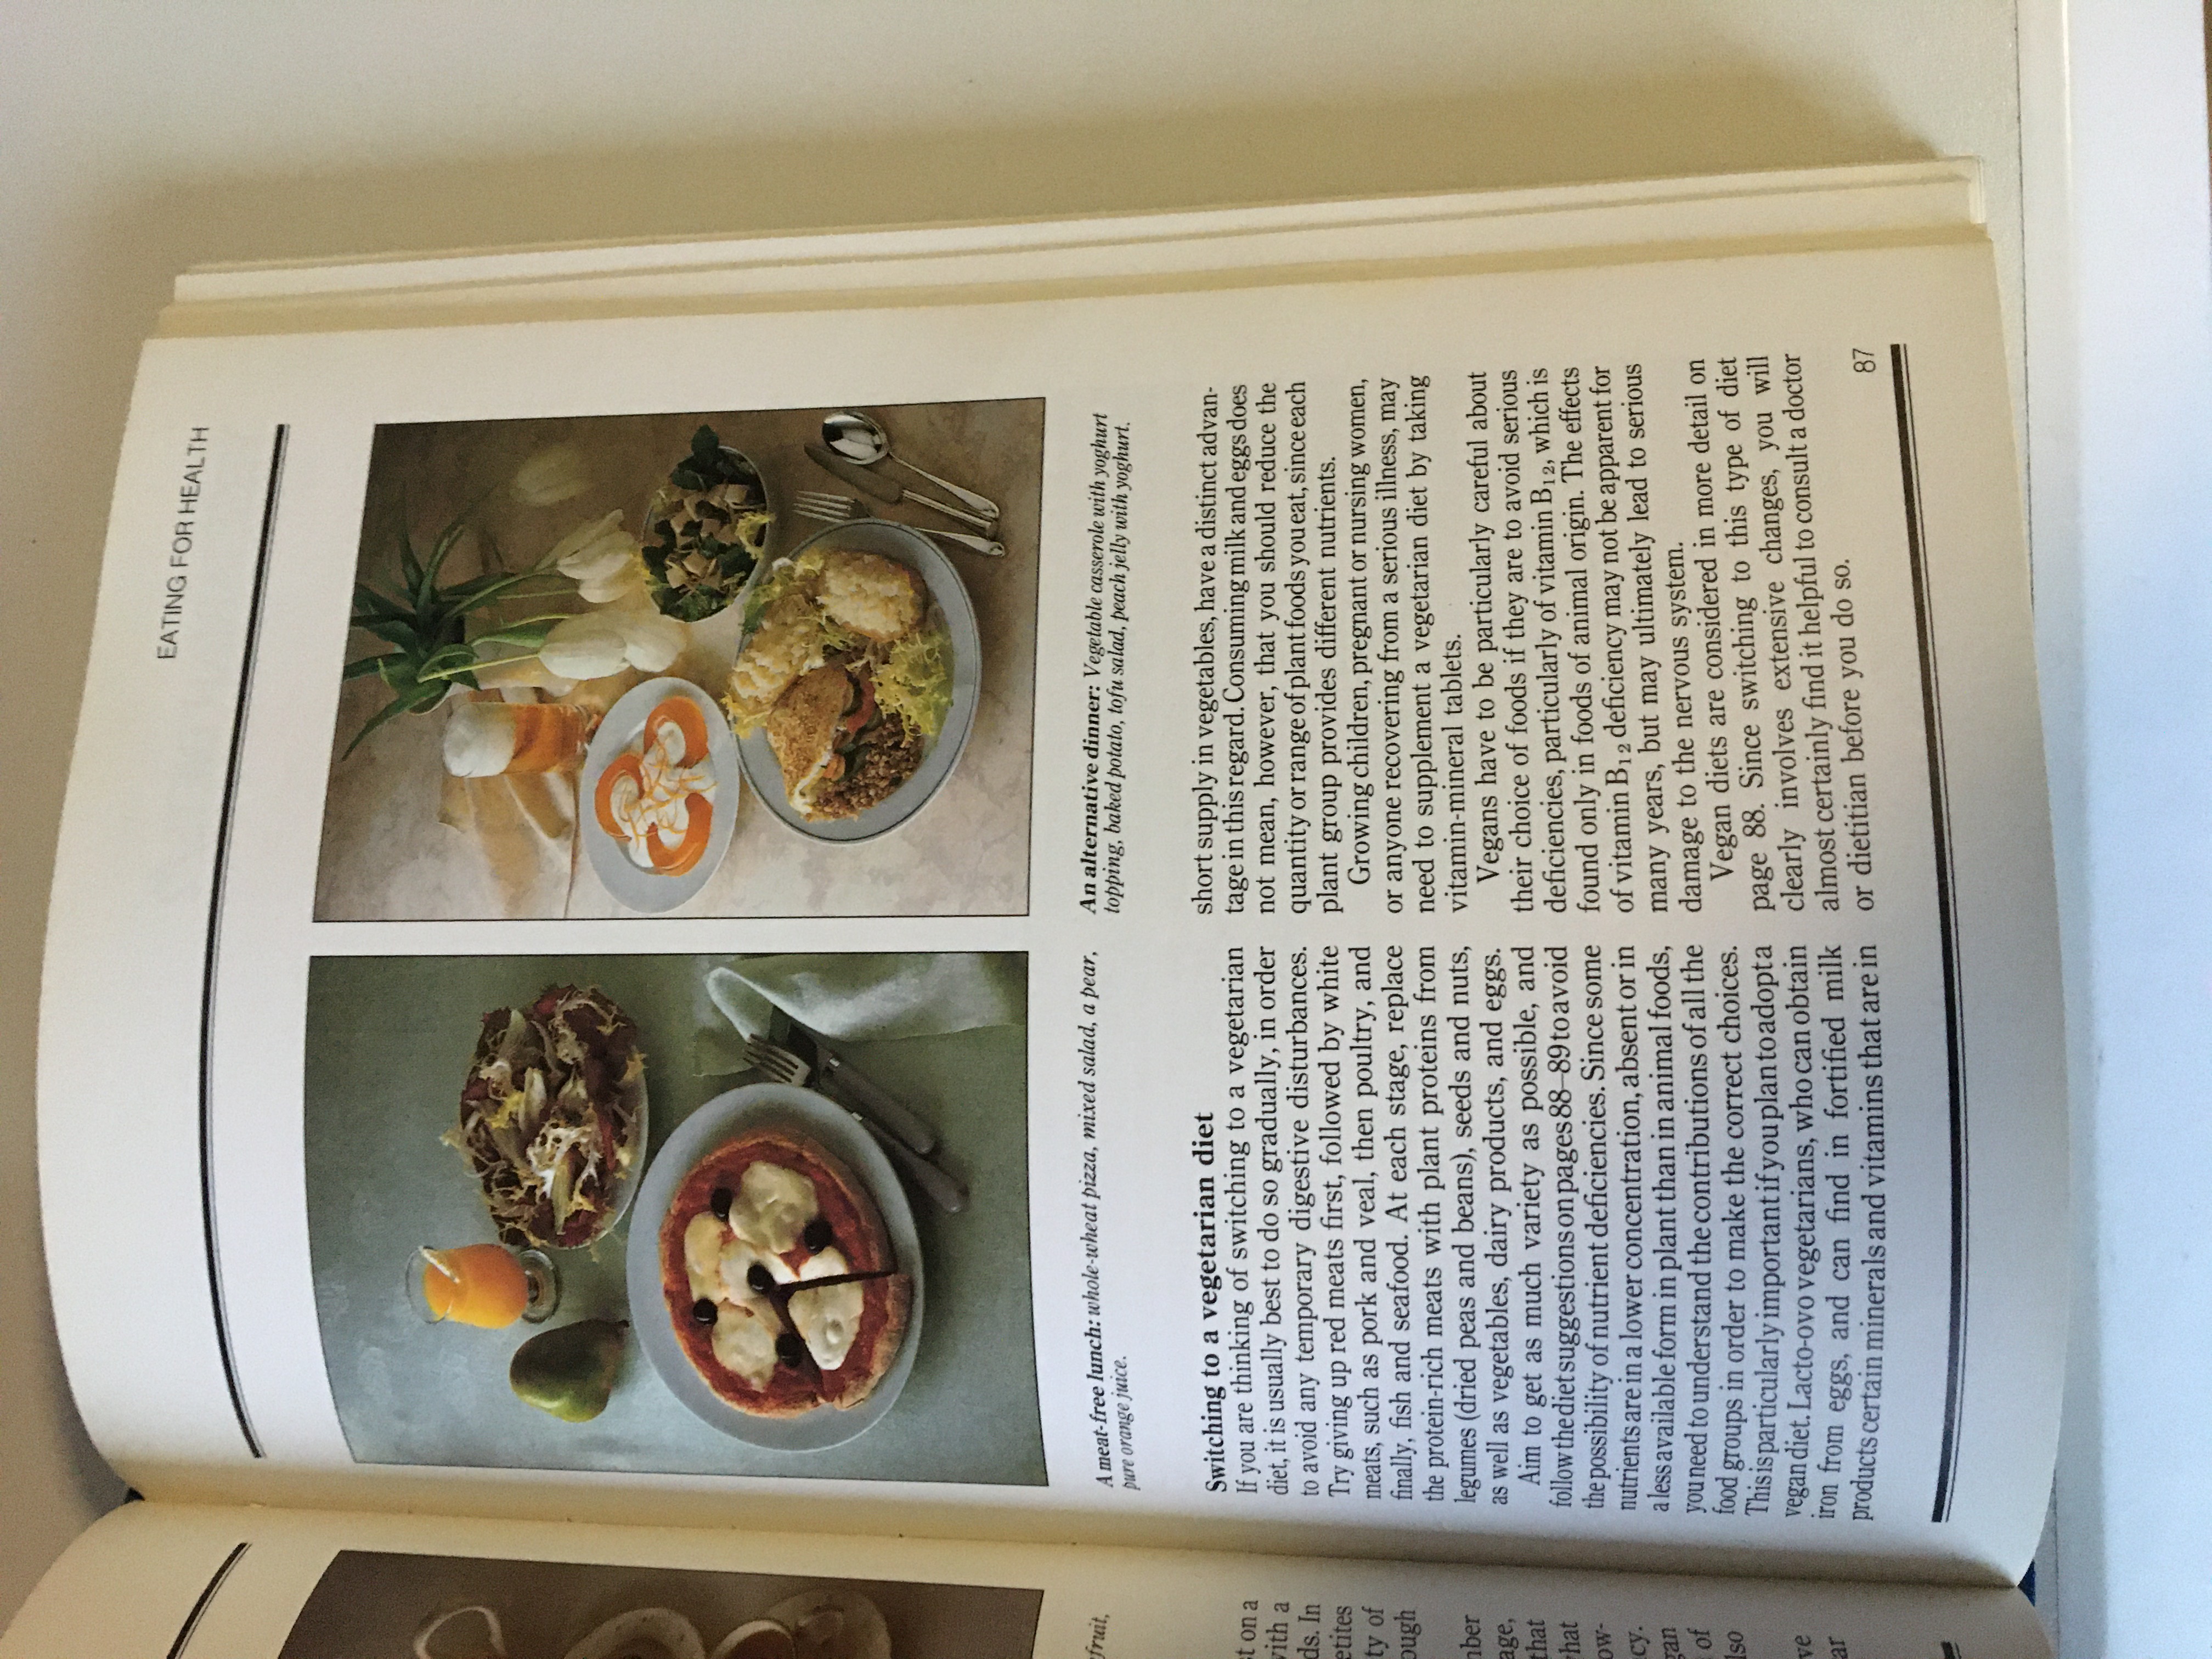 EATING FOR HEALTH
fruit,
t on a
ith a
ds. In
etites
ty of
ough
nber
age,
that
hat
ow-
cy.
gan
of
lso
ve
ar
A meat-free lunch: whole-wheat pizza, mixed salad, a pear,
pure orange juice.
An alternative dinner: Vegetable casserole with yoghurt
topping, baked potato, tofu salad, peach jelly with yoghurt.
Switching to a vegetarian diet
If you are thinking of switching to a vegetarian
diet, it is usually best to do so gradually, in order
to avoid any temporary digestive disturbances.
Try giving up red meats first, followed by white
meats, such as pork and veal, then poultry, and
finally, fish and seafood. At each stage, replace
the protein-rich meats with plant proteins from
legumes (dried peas and beans), seeds and nuts,
as well as vegetables, dairy products, and eggs.
Aim to get as much variety as possible, and
follow the diet suggestions on pages 88–89 to avoid
the possibility of nutrient deficiencies. Since some
nutrients are in a lower concentration, absent or in
a less available form in plant than in animal foods,
you need to understand the contributions of all the
food groups in order to make the correct choices.
This is particularly important if you plan to adopt a
vegan diet. Lacto-ovo vegetarians, who can obtain
iron from eggs, and can find in fortified milk
products certain minerals and vitamins that are in
short supply in vegetables, have a distinct advan-
tage in this regard. Consuming milk and eggs does
not mean, however, that you should reduce the
quantity or range of plant foods you eat, since each
plant group provides different nutrients.
Growing children, pregnant or nursing women,
or anyone recovering from a serious illness, may
need to supplement a vegetarian diet by taking
vitamin-mineral tablets.
Vegans have to be particularly careful about
their choice of foods if they are to avoid serious
deficiencies, particularly of vitamin B₁₂, which is
found only in foods of animal origin. The effects
of vitamin B₁₂ deficiency may not be apparent for
many years, but may ultimately lead to serious
damage to the nervous system.
Vegan diets are considered in more detail on
page 88. Since switching to this type of diet
clearly involves extensive changes, you will
almost certainly find it helpful to consult a doctor
or dietitian before you do so.
87